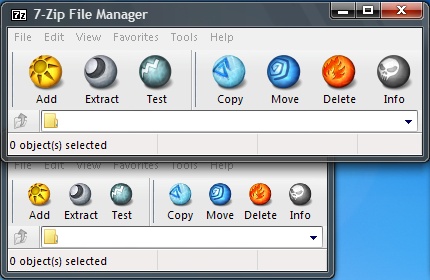 7z 7-Zip File Manager
File Edit View Favorites Tools Help
Add Extract Test Copy Move Delete Info
0 object(s) selected
File Edit View Favorites Tools Help
Add Extract Test Copy Move Delete Info
0 object(s) selected